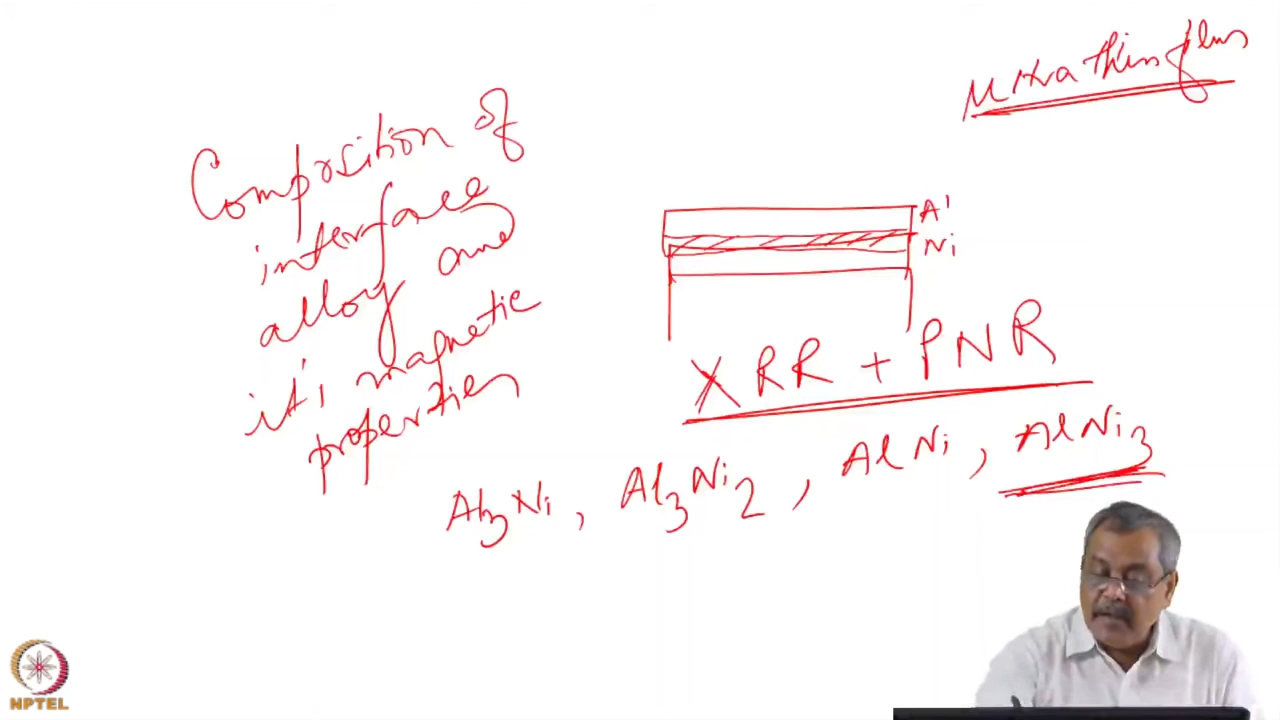 Ultra thin films
Composition of
interface
alloy and
it's magnetic
properties
Al
Ni
XRR + PNR
Al3Ni, Al3Ni2, AlNi, AlNi3
NPTEL